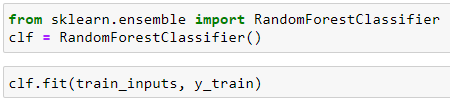 from sklearn.ensemble import RandomForestClassifier
clf = RandomForestClassifier()
clf.fit(train_inputs, y_train)